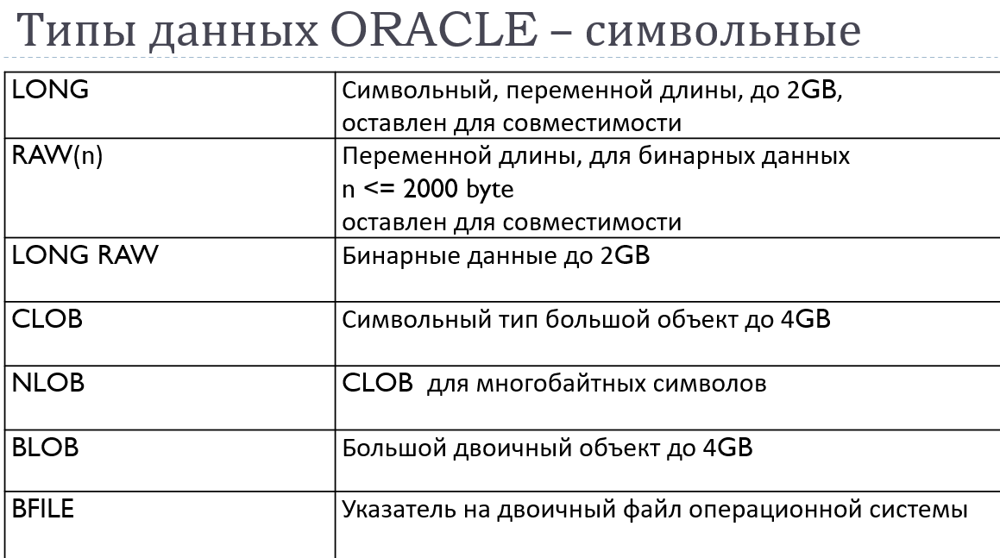 Типы данных ORACLE – символьные
LONG
Символьный, переменной длины, до 2GB,
оставлен для совместимости
RAW(n)
Переменной длины, для бинарных данных
n <= 2000 byte
оставлен для совместимости
LONG RAW
Бинарные данные до 2GB
CLOB
Символьный тип большой объект до 4GB
NLOB
CLOB для многобайтных символов
BLOB
Большой двоичный объект до 4GB
BFILE
Указатель на двоичный файл операционной системы